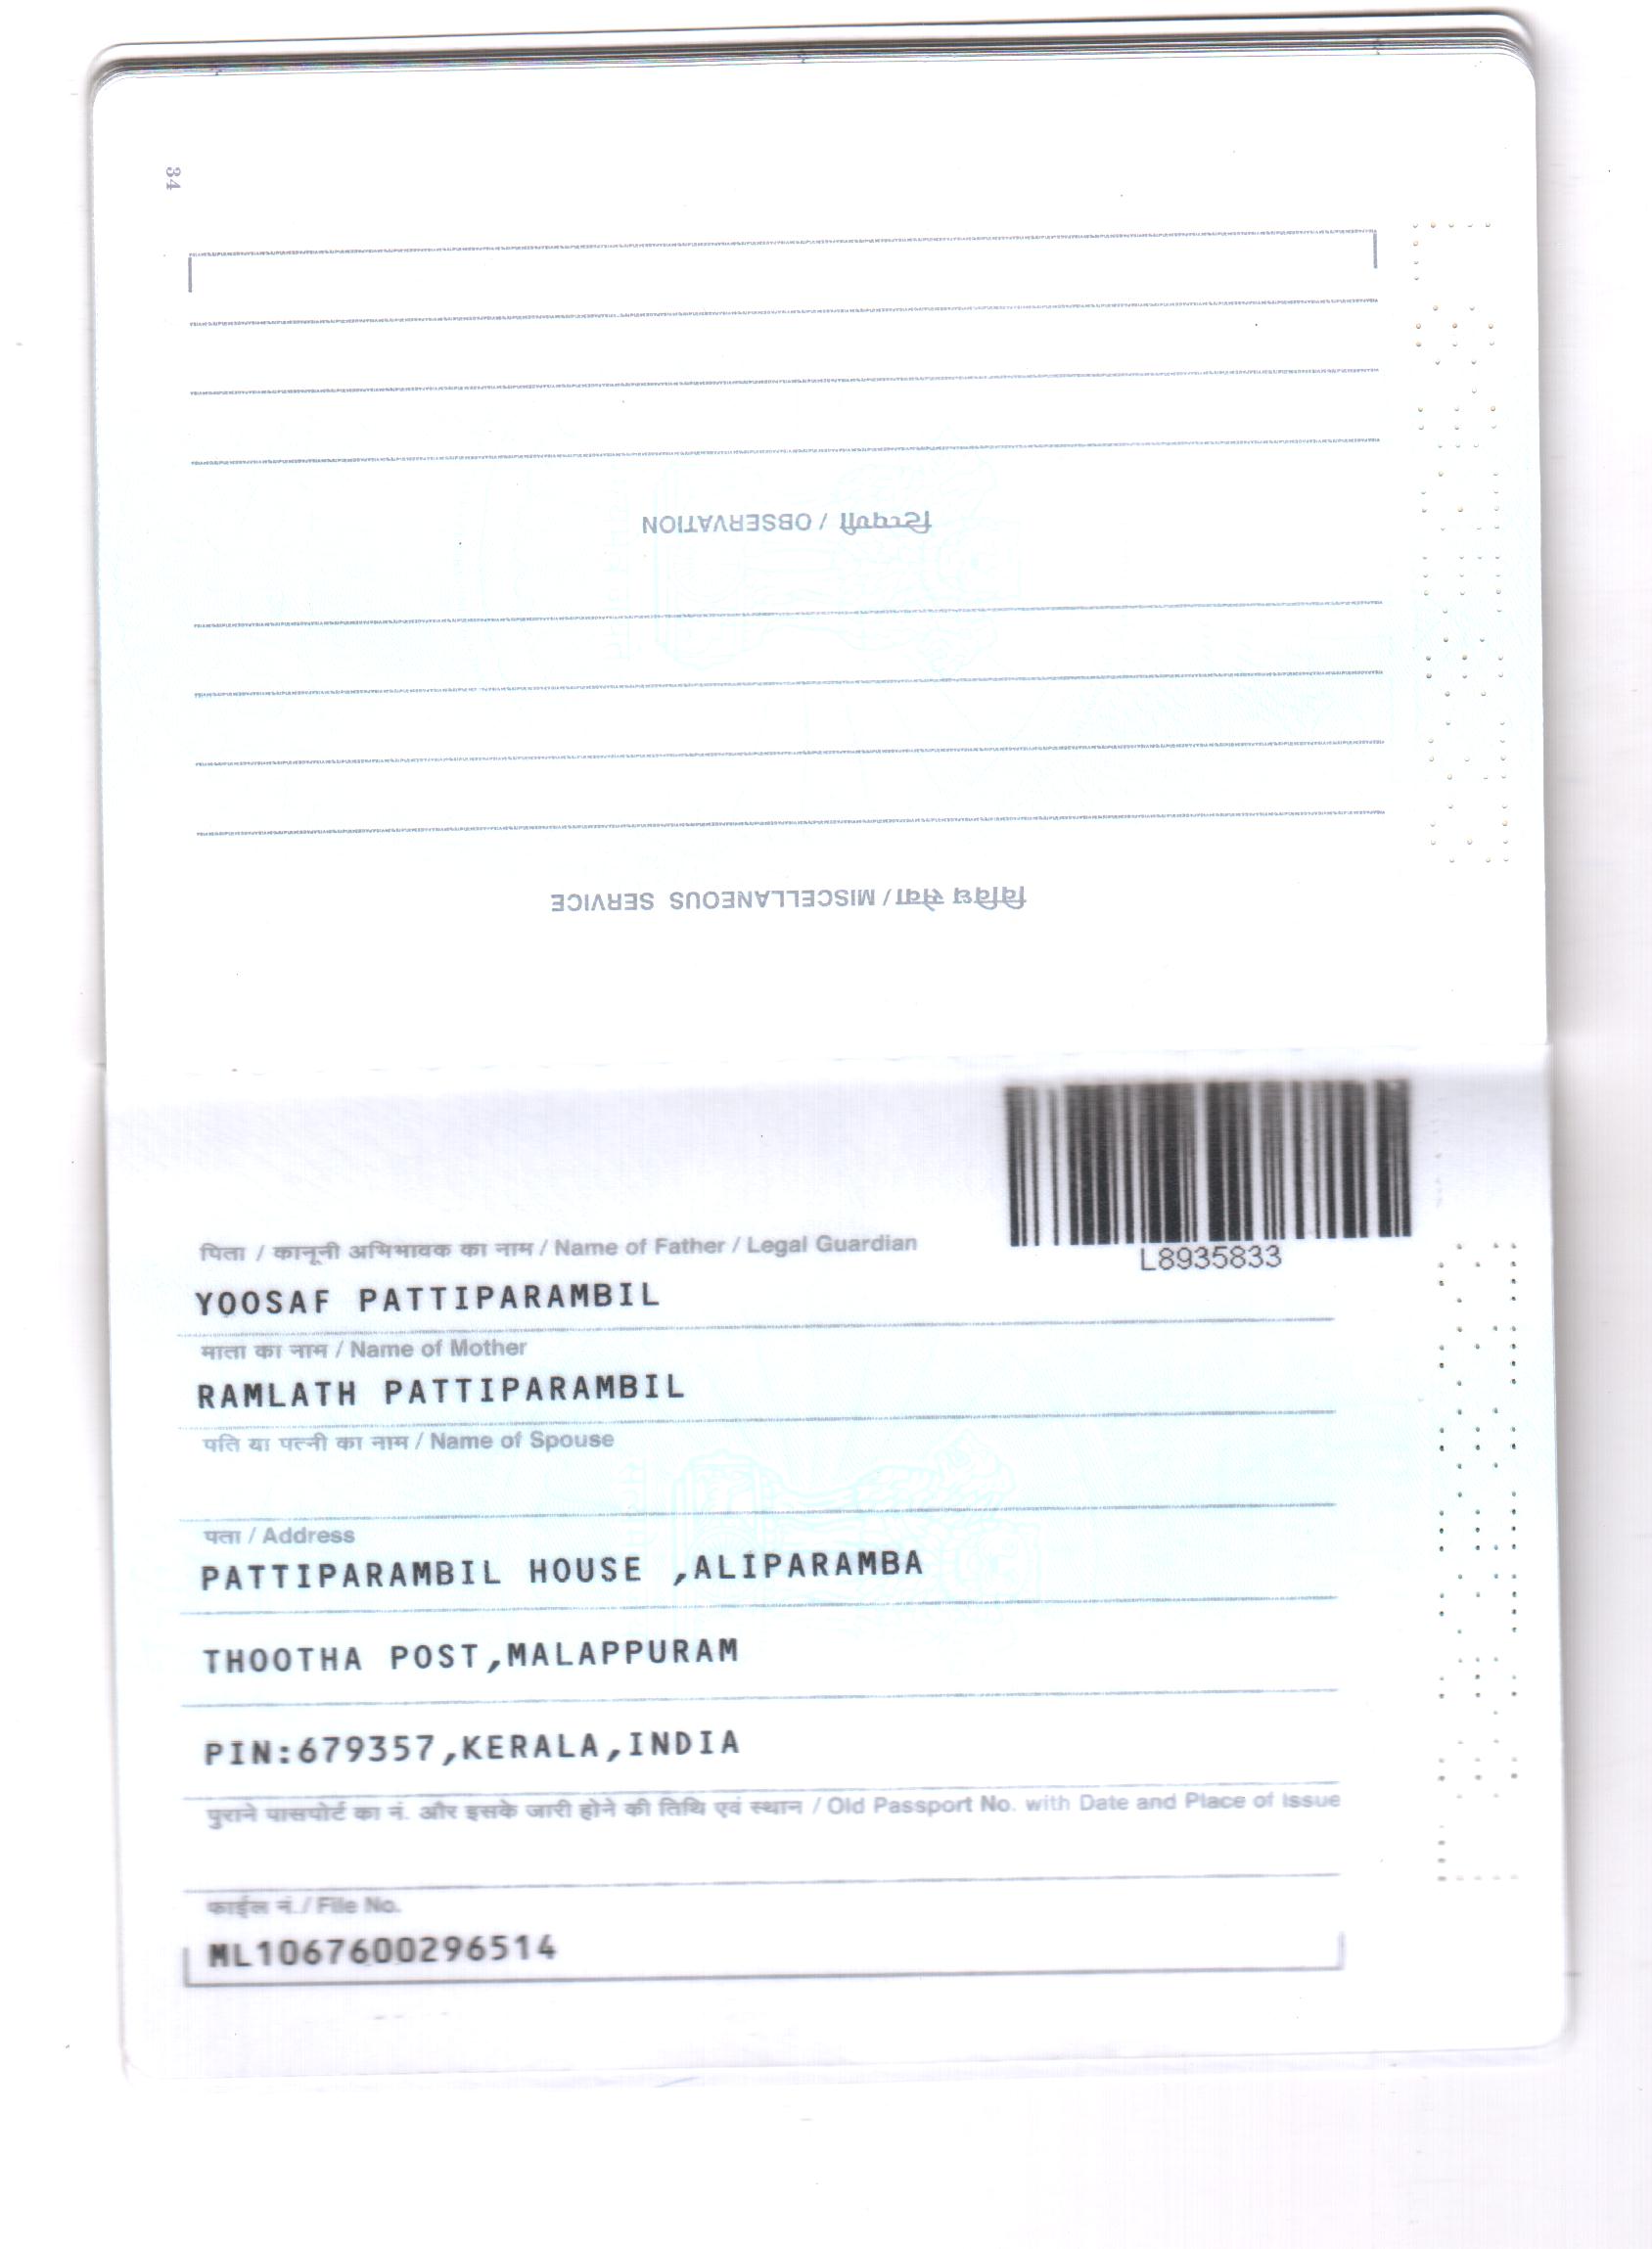 34
टिप्पणी / OBSERVATION
विविध सेवा / MISCELLANEOUS SERVICE
L8935833
पिता / कानूनी अभिभावक का नाम / Name of Father / Legal Guardian
YOOSAF PATTIPARAMBIL
माता का नाम / Name of Mother
RAMLATH PATTIPARAMBIL
पति या पत्नी का नाम / Name of Spouse
पता / Address
PATTIPARAMBIL HOUSE ,ALIPARAMBA
THOOTHA POST,MALAPPURAM
PIN:679357,KERALA,INDIA
पुराने पासपोर्ट का नं. और इसके जारी होने की तिथि एवं स्थान / Old Passport No. with Date and Place of Issue
फाईल नं./ File No.
ML1067600296514